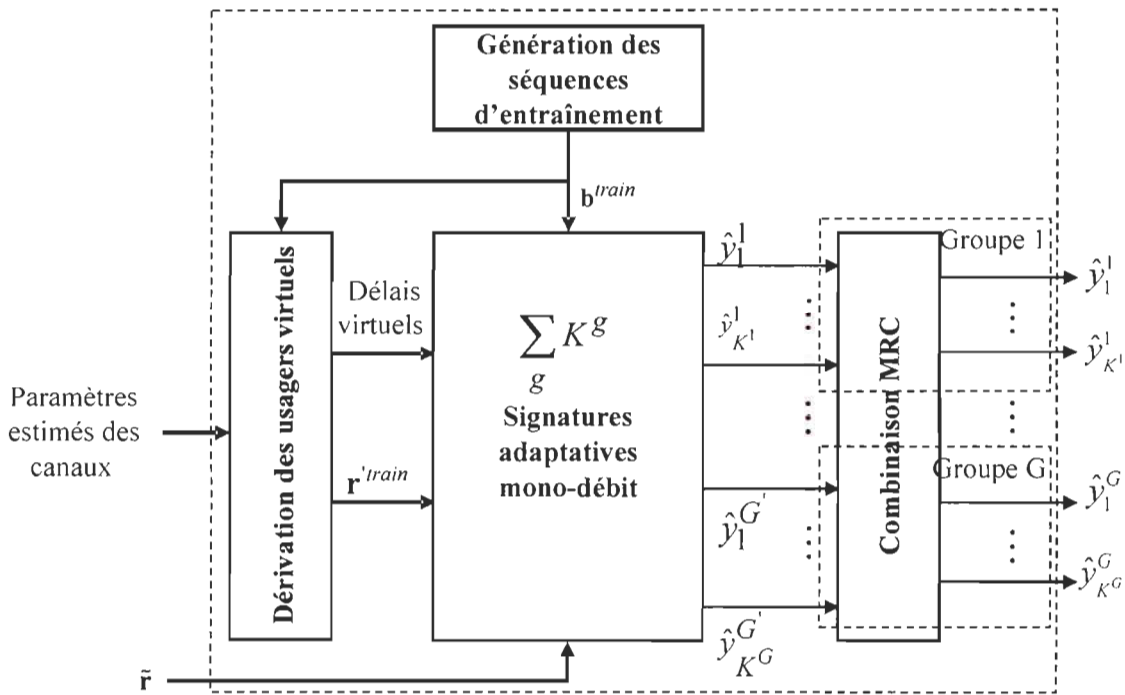 Génération des
séquences
d'entraînement
b^{train}
Dérivation des usagers virtuels
Délais
virtuels
r'^{train}
Paramètres
estimés des
canaux
r̃
∑_g K^g
Signatures
adaptatives
mono-débit
ŷ_1^1
ŷ_{K^1}^1
ŷ_1^{G'}
ŷ_{K^G}^{G'}
Combinaison MRC
Groupe 1
Groupe G
ŷ_1^1
ŷ_{K^1}^1
ŷ_1^G
ŷ_{K^G}^G